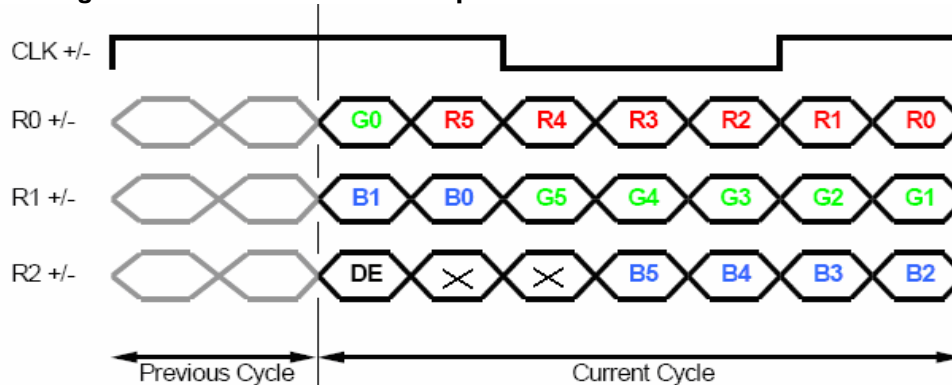 CLK +/-
R0 +/- G0 R5 R4 R3 R2 R1 R0
R1 +/- B1 B0 G5 G4 G3 G2 G1
R2 +/- DE B5 B4 B3 B2
Previous Cycle Current Cycle